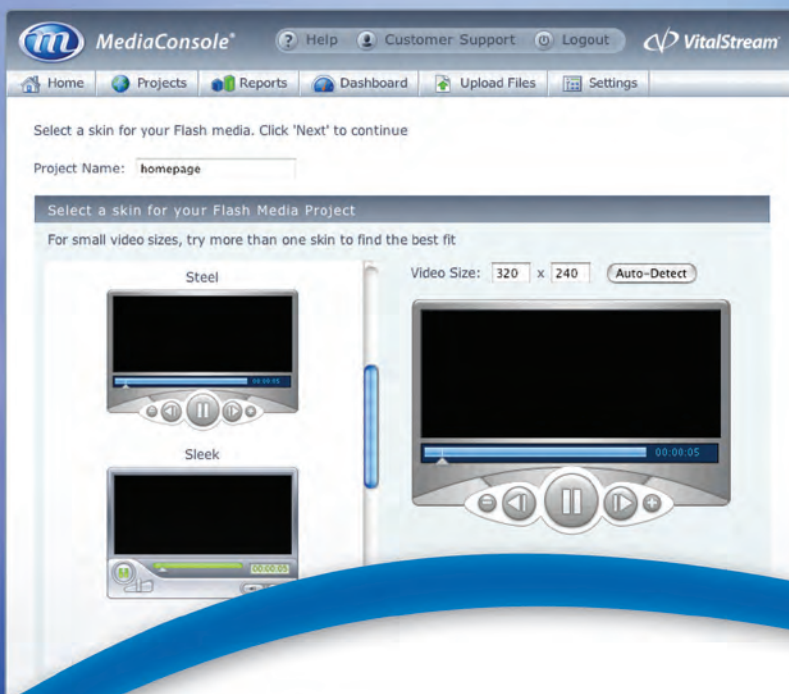 m MediaConsole® ? Help Customer Support Logout VitalStream
Home Projects Reports Dashboard Upload Files Settings
Select a skin for your Flash media. Click 'Next' to continue
Project Name: homepage
Select a skin for your Flash Media Project
For small video sizes, try more than one skin to find the best fit
Steel
00:00:05
Sleek
00:00:05
Video Size: 320 x 240 Auto-Detect
00:00:05